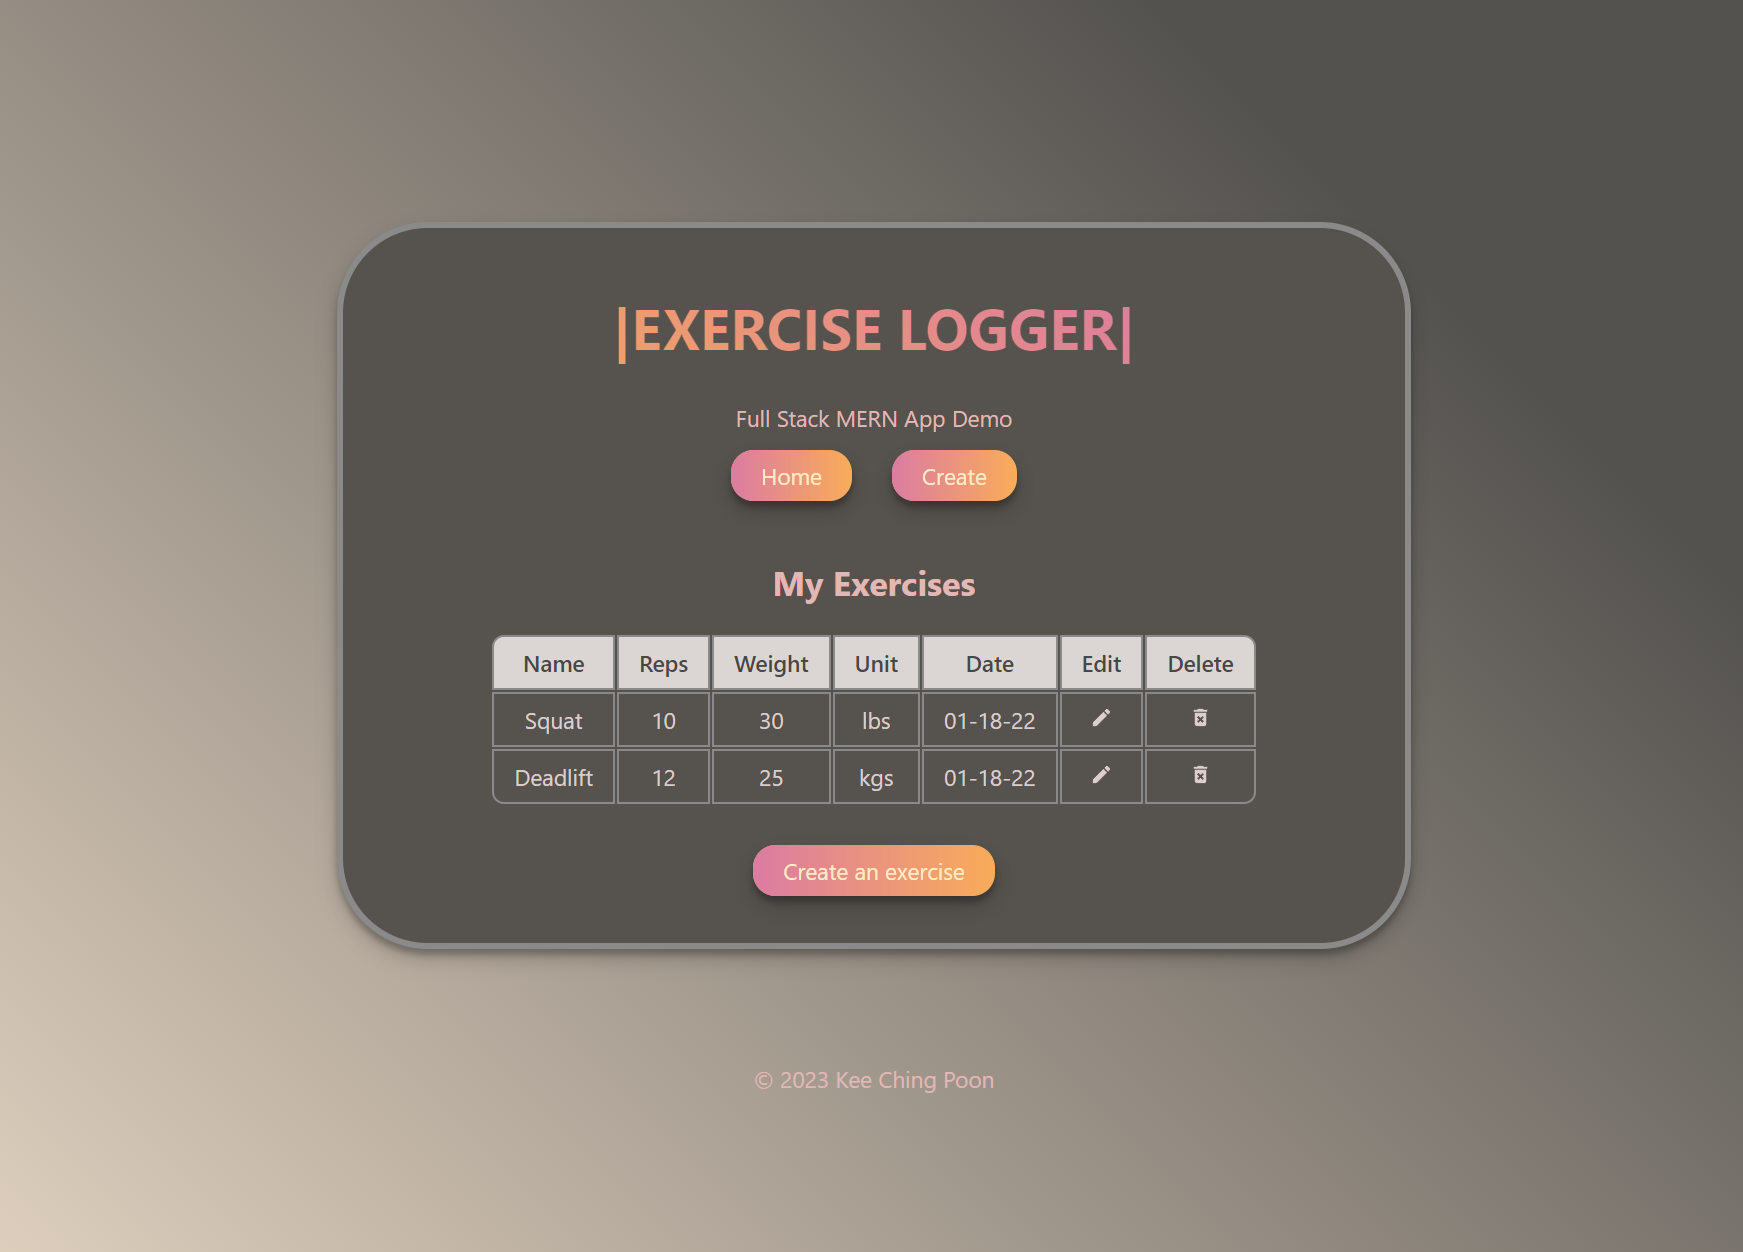 |EXERCISE LOGGER|
Full Stack MERN App Demo
Home Create
My Exercises
Name Reps Weight Unit Date Edit Delete
Squat 10 30 lbs 01-18-22
Deadlift 12 25 kgs 01-18-22
Create an exercise
© 2023 Kee Ching Poon